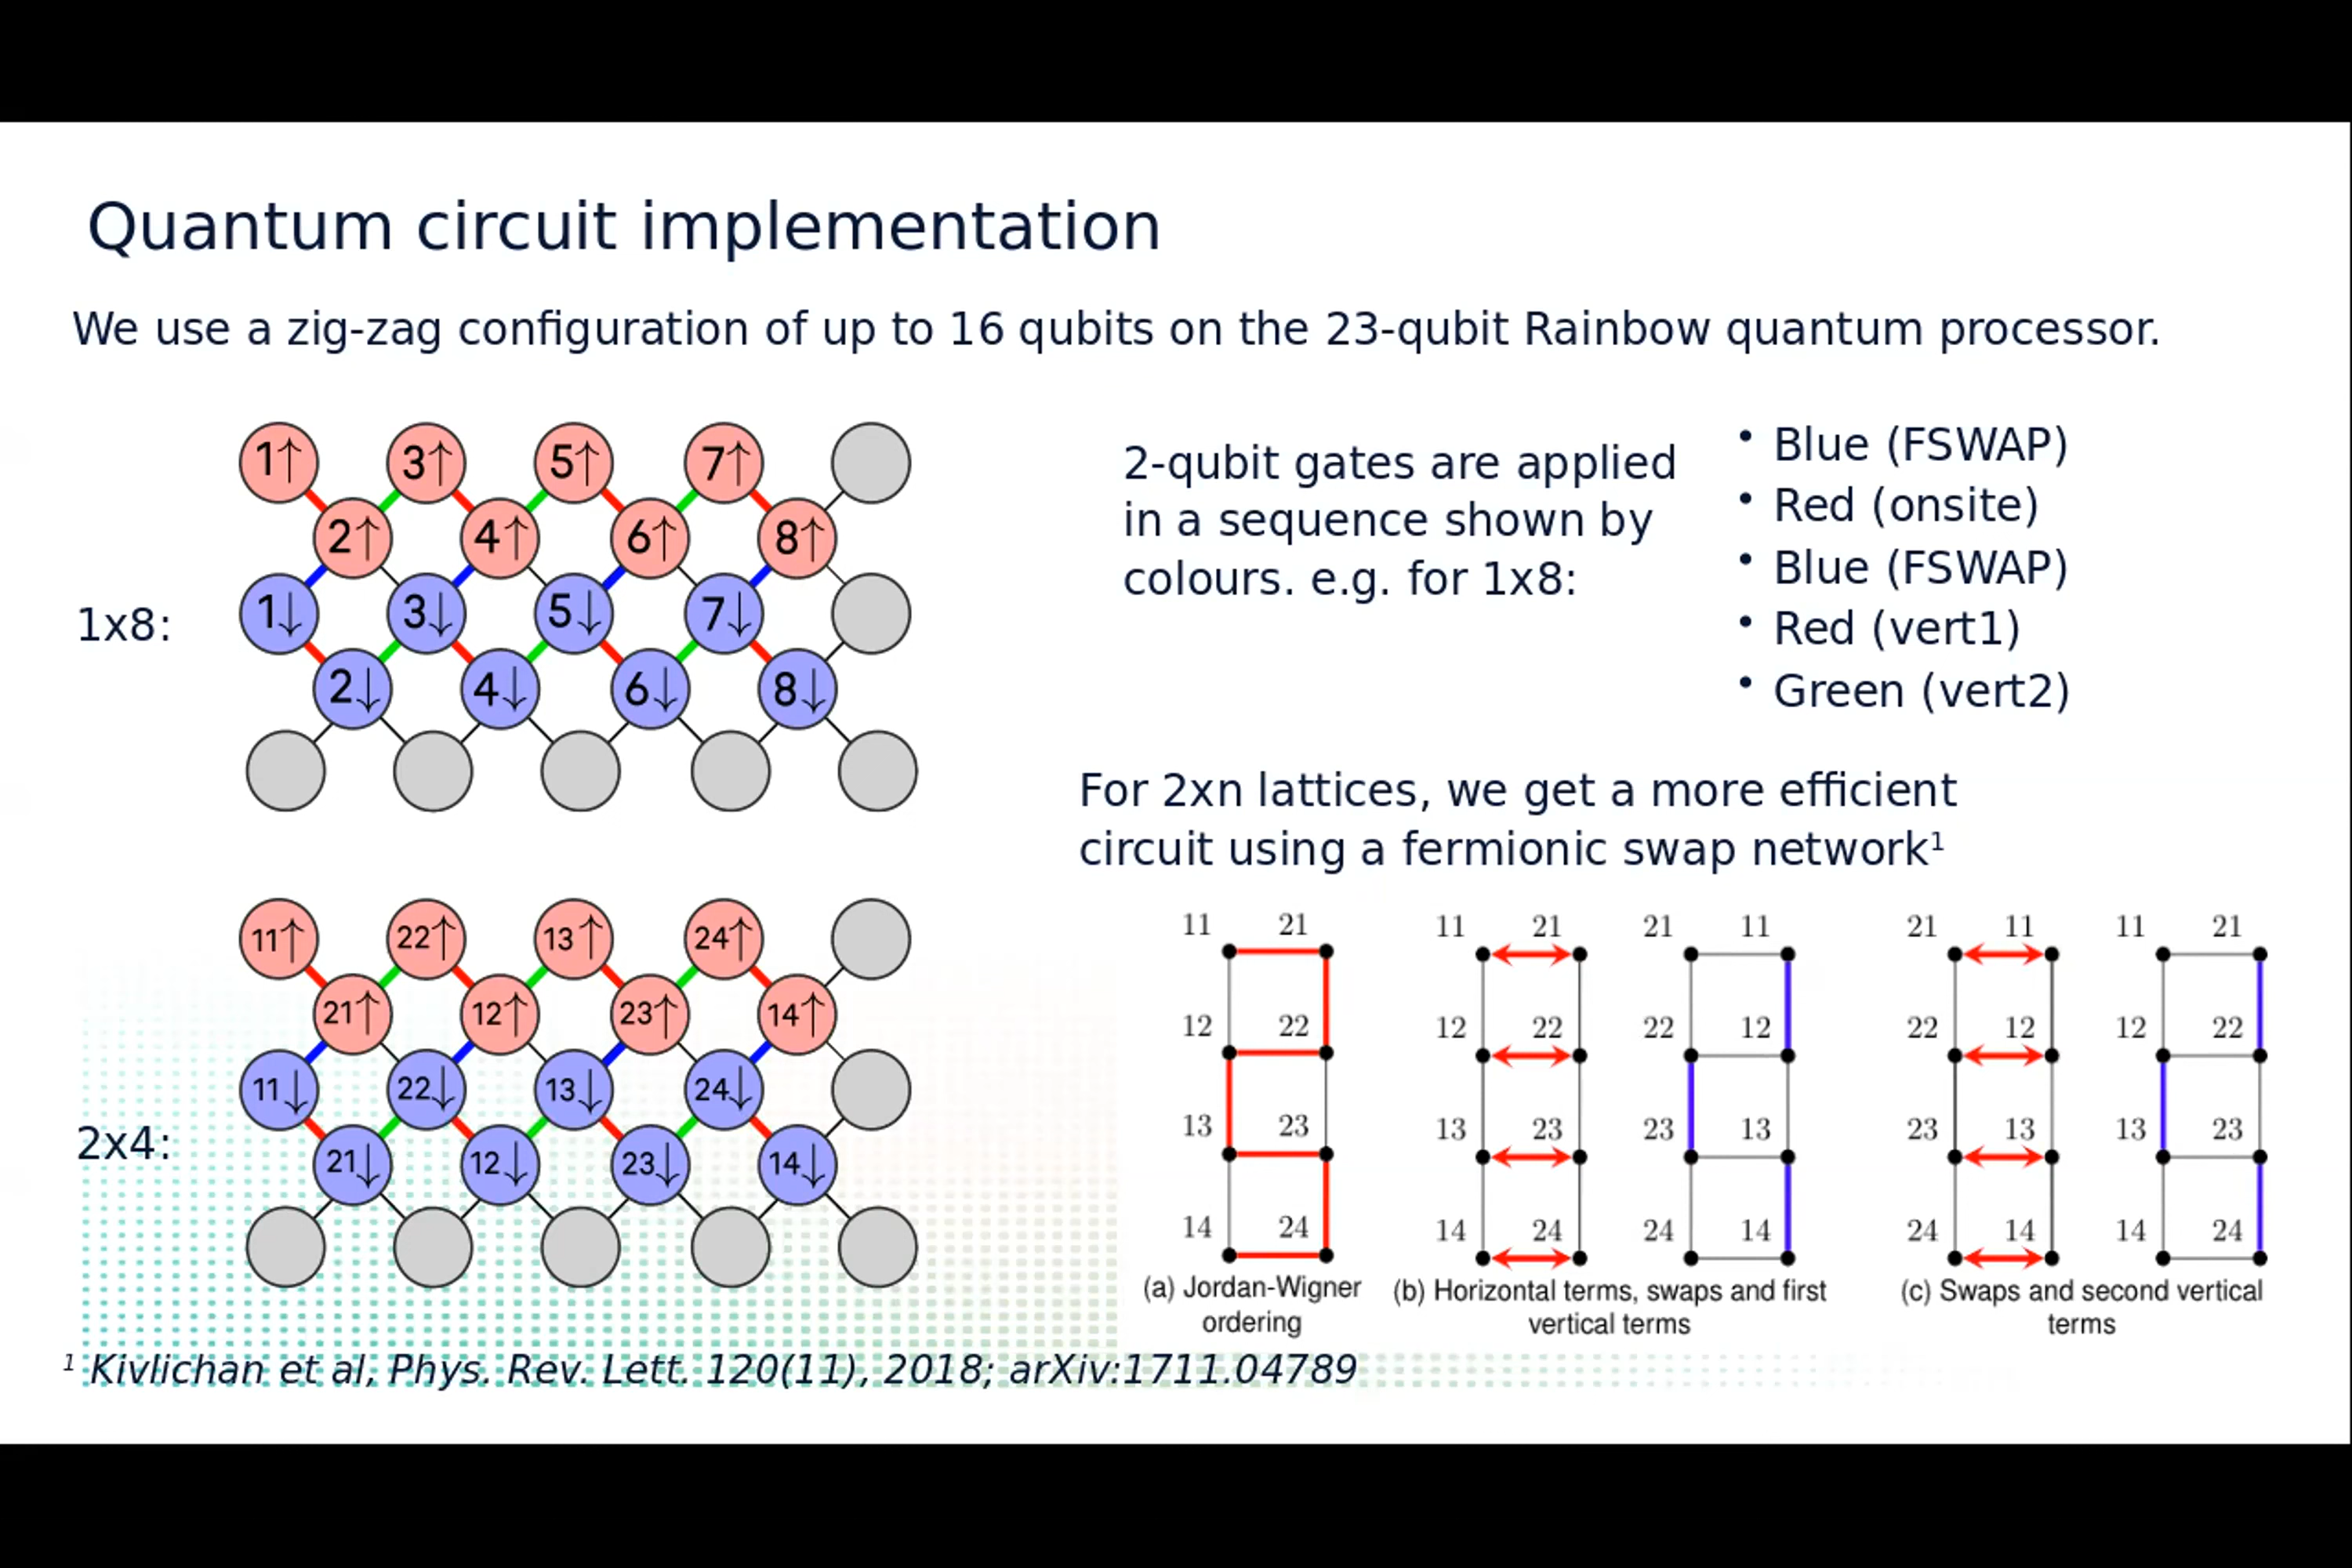 Quantum circuit implementation
We use a zig-zag configuration of up to 16 qubits on the 23-qubit Rainbow quantum processor.
1x8:
1↑ 3↑ 5↑ 7↑
2↑ 4↑ 6↑ 8↑
1↓ 3↓ 5↓ 7↓
2↓ 4↓ 6↓ 8↓
2-qubit gates are applied
in a sequence shown by
colours. e.g. for 1x8:
• Blue (FSWAP)
• Red (onsite)
• Blue (FSWAP)
• Red (vert1)
• Green (vert2)
For 2xn lattices, we get a more efficient
circuit using a fermionic swap network¹
2x4:
11↑ 22↑ 13↑ 24↑
21↑ 12↑ 23↑ 14↑
11↓ 22↓ 13↓ 24↓
21↓ 12↓ 23↓ 14↓
11 21
12 22
13 23
14 24
(a) Jordan-Wigner
ordering
11 21 21 11
12 22 22 12
13 23 23 13
14 24 24 14
(b) Horizontal terms, swaps and first
vertical terms
21 11 11 21
22 12 12 22
23 13 13 23
24 14 14 24
(c) Swaps and second vertical
terms
¹ Kivlichan et al, Phys. Rev. Lett. 120(11), 2018; arXiv:1711.04789